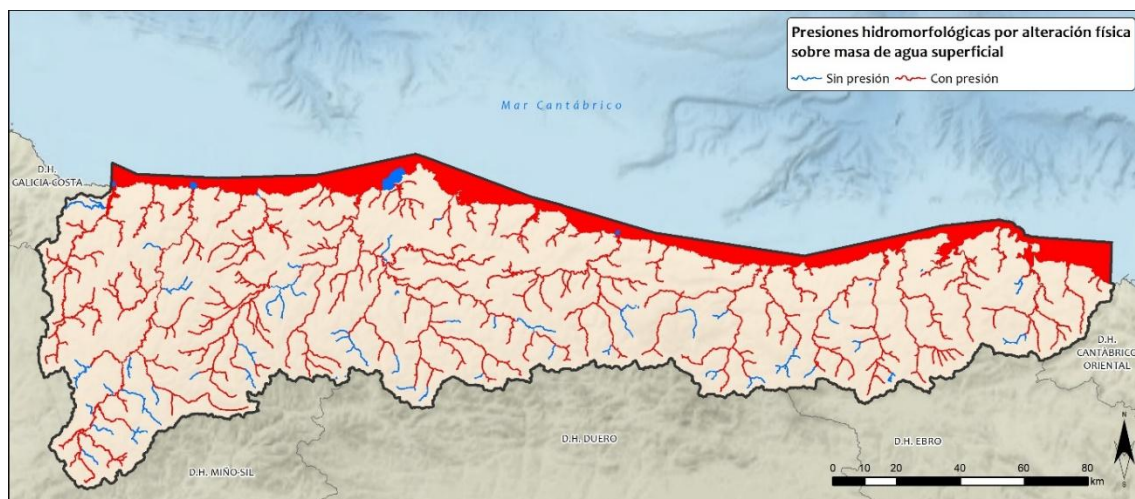 Presiones hidromorfológicas por alteración física
sobre masa de agua superficial
Sin presión Con presión
Mar Cantábrico
D.H.
GALICIA-COSTA
D.H.
CANTÁBRICO
ORIENTAL
D.H. DUERO
D.H. EBRO
D.H. MIÑO-SIL
N
S
0 10 20 40 60 80
km